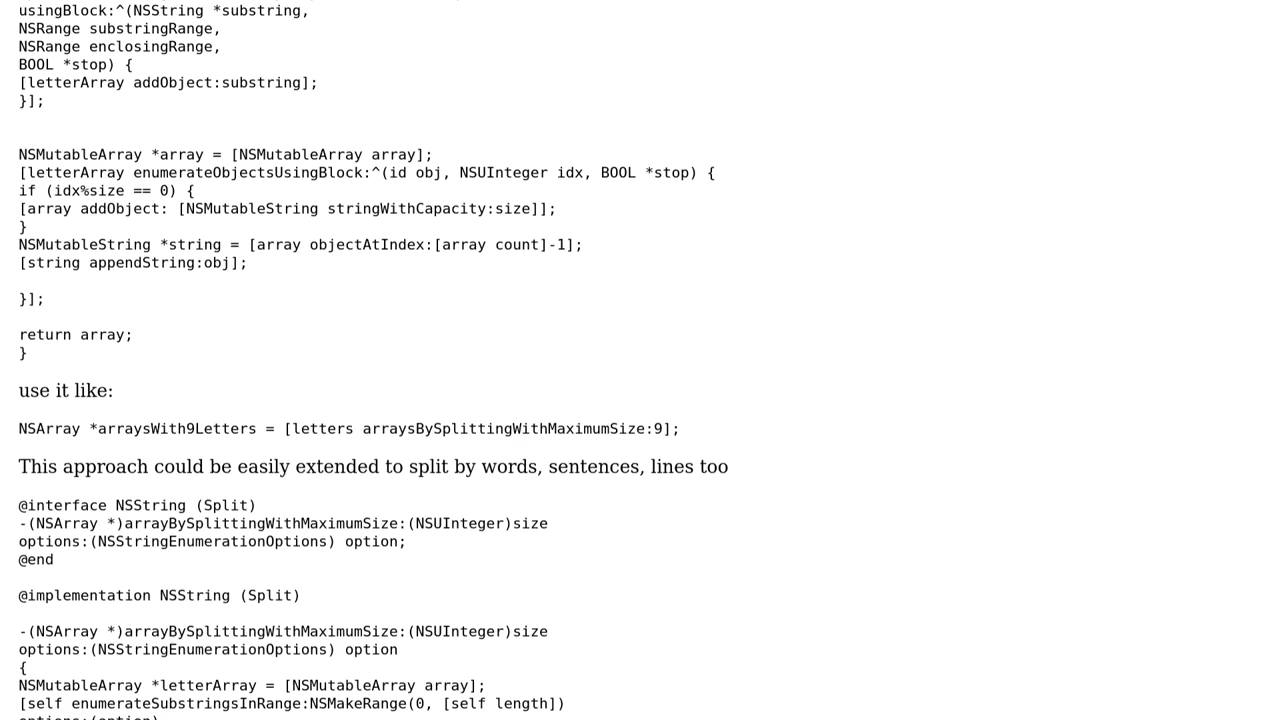 usingBlock:^(NSString *substring,
NSRange substringRange,
NSRange enclosingRange,
BOOL *stop) {
[letterArray addObject:substring];
}];
NSMutableArray *array = [NSMutableArray array];
[letterArray enumerateObjectsUsingBlock:^(id obj, NSUInteger idx, BOOL *stop) {
if (idx%size == 0) {
[array addObject: [NSMutableString stringWithCapacity:size]];
}
NSMutableString *string = [array objectAtIndex:[array count]-1];
[string appendString:obj];
}];
return array;
}
use it like:
NSArray *arraysWith9Letters = [letters arraysBySplittingWithMaximumSize:9];
This approach could be easily extended to split by words, sentences, lines too
@interface NSString (Split)
-(NSArray *)arrayBySplittingWithMaximumSize:(NSUInteger)size
options:(NSStringEnumerationOptions) option;
@end
@implementation NSString (Split)
-(NSArray *)arrayBySplittingWithMaximumSize:(NSUInteger)size
options:(NSStringEnumerationOptions) option
{
NSMutableArray *letterArray = [NSMutableArray array];
[self enumerateSubstringsInRange:NSMakeRange(0, [self length])
options:(option)